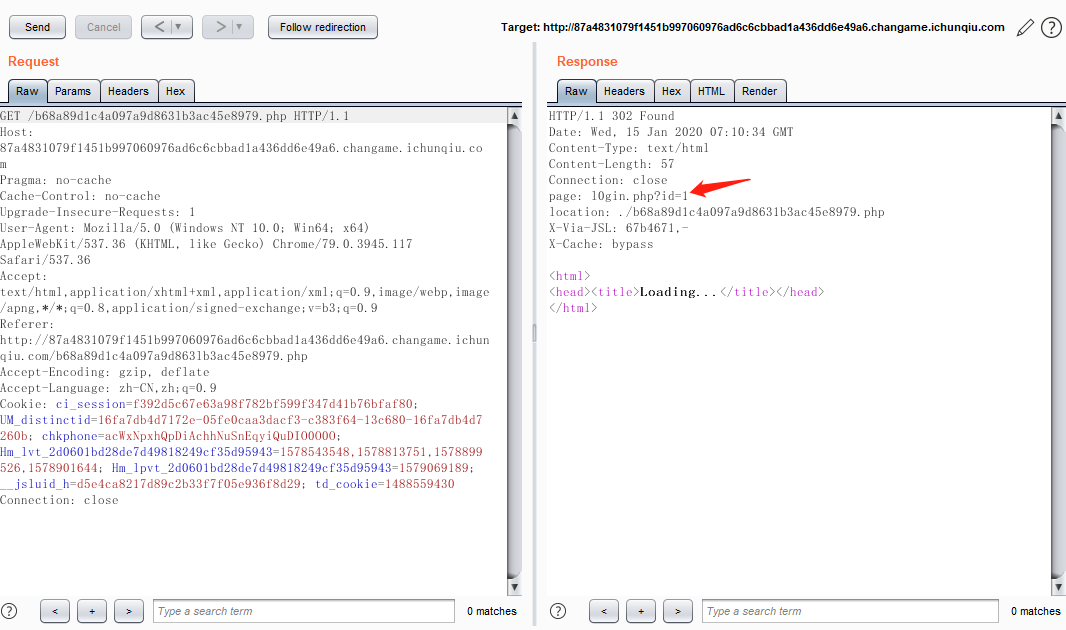 Send Cancel < | ▼ > | ▼ Follow redirection Target: http://87a4831079f1451b997060976ad6c6cbbad1a436dd6e49a6.changame.ichunqiu.com ?
Request
Raw Params Headers Hex
GET /b68a89d1c4a097a9d8631b3ac45e8979.php HTTP/1.1
Host:
87a4831079f1451b997060976ad6c6cbbad1a436dd6e49a6.changame.ichunqiu.co
m
Pragma: no-cache
Cache-Control: no-cache
Upgrade-Insecure-Requests: 1
User-Agent: Mozilla/5.0 (Windows NT 10.0; Win64; x64)
AppleWebKit/537.36 (KHTML, like Gecko) Chrome/79.0.3945.117
Safari/537.36
Accept:
text/html,application/xhtml+xml,application/xml;q=0.9,image/webp,image
/apng,*/*;q=0.8,application/signed-exchange;v=b3;q=0.9
Referer:
http://87a4831079f1451b997060976ad6c6cbbad1a436dd6e49a6.changame.ichun
qiu.com/b68a89d1c4a097a9d8631b3ac45e8979.php
Accept-Encoding: gzip, deflate
Accept-Language: zh-CN,zh;q=0.9
Cookie: ci_session=f392d5c67e63a98f782bf599f347d41b76bfaf80;
UM_distinctid=16fa7db4d7172e-05fe0caa3dacf3-c383f64-13c680-16fa7db4d7
260b; chkphone=acWxNpxhQpDiAchhNuSnEqyiQuDIO0O0O;
Hm_lvt_2d0601bd28de7d49818249cf35d95943=1578543548,1578813751,1578899
526,1578901644; Hm_lpvt_2d0601bd28de7d49818249cf35d95943=1579069189;
__jsluid_h=d5e4ca8217d89c2b33f7f05e936f8d29; td_cookie=1488559430
Connection: close
? < + > Type a search term 0 matches
Response
Raw Headers Hex HTML Render
HTTP/1.1 302 Found
Date: Wed, 15 Jan 2020 07:10:34 GMT
Content-Type: text/html
Content-Length: 57
Connection: close
page: l0gin.php?id=1
location: ./b68a89d1c4a097a9d8631b3ac45e8979.php
X-Via-JSL: 67b4671,-
X-Cache: bypass
<html>
<head><title>Loading...</title></head>
</html>
? < + > Type a search term 0 matches